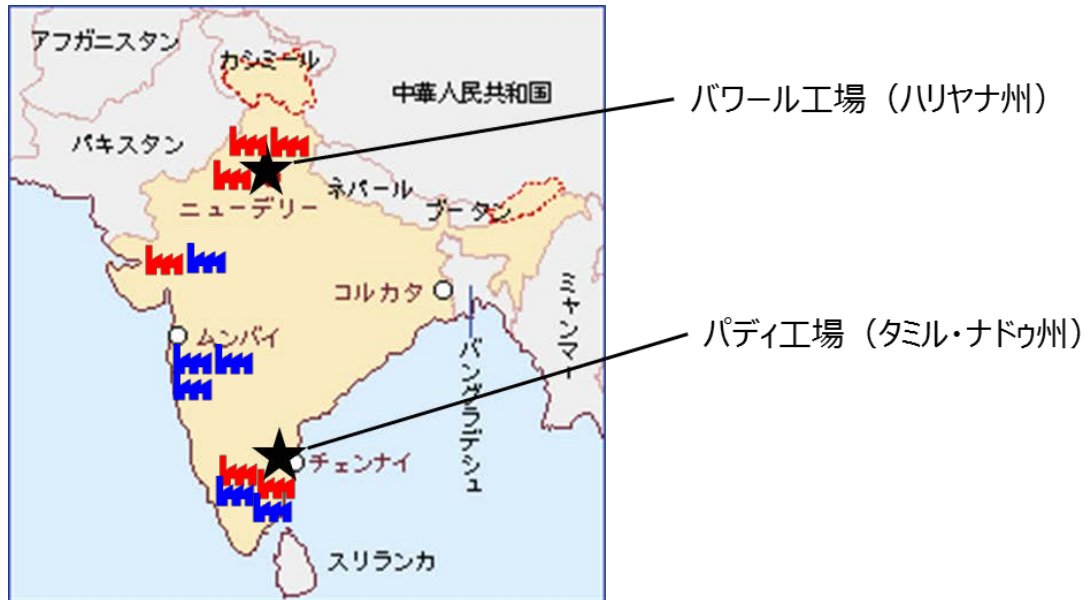 アフガニスタン
カシミール
中華人民共和国
バワール工場（ハリヤナ州）
パキスタン
ネパール
ニューデリー
ブータン
コルカタ
ミャンマー
ムンバイ
バングラデシュ
パディ工場（タミル・ナドゥ州）
チェンナイ
スリランカ